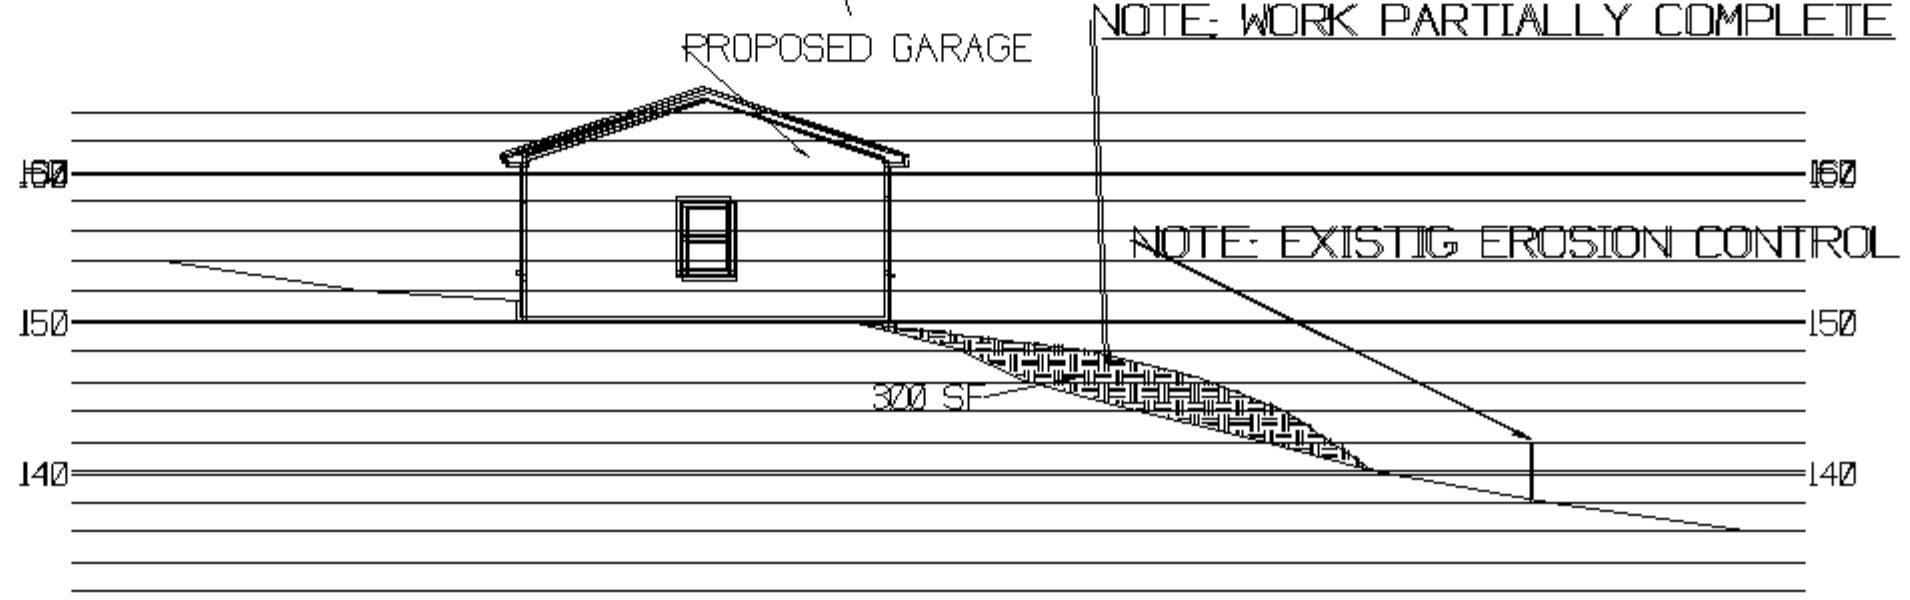 NOTE: WORK PARTIALLY COMPLETE
PROPOSED GARAGE
160 160
NOTE: EXISTIG EROSION CONTROL
150 150
300 SF
140 140